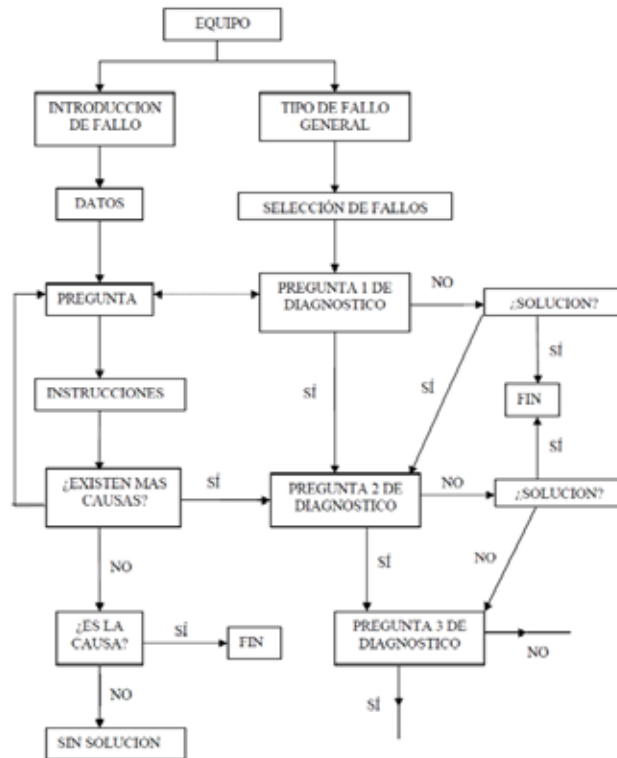 EQUIPO
INTRODUCCION
DE FALLO
TIPO DE FALLO
GENERAL
DATOS
SELECCIÓN DE FALLOS
PREGUNTA
PREGUNTA 1 DE
DIAGNOSTICO
NO
¿SOLUCION?
SÍ
SÍ
SÍ
INSTRUCCIONES
FIN
SÍ
¿EXISTEN MAS
CAUSAS?
SÍ
PREGUNTA 2 DE
DIAGNOSTICO
NO
¿SOLUCION?
NO
SÍ
NO
¿ES LA
CAUSA?
SÍ
FIN
PREGUNTA 3 DE
DIAGNOSTICO
NO
NO
SÍ
SIN SOLUCION